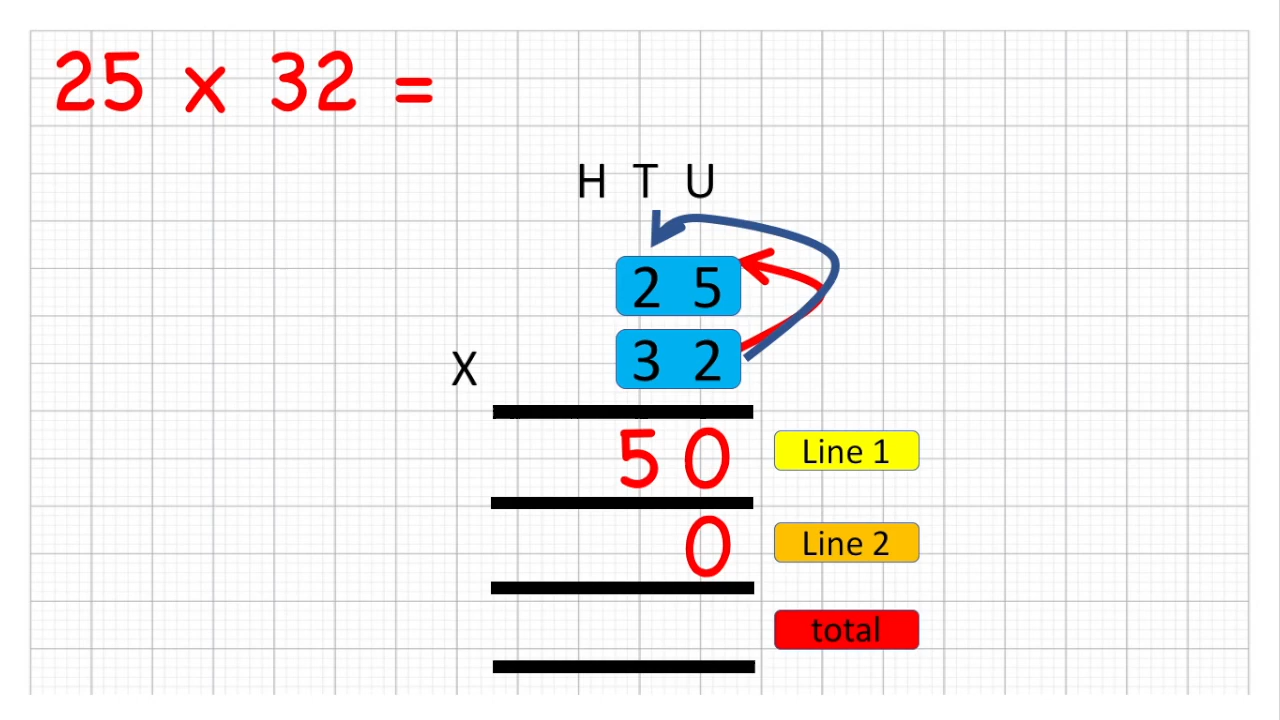 25 x 32 =
H T U
2 5
X 3 2
5 0 Line 1
0 Line 2
total